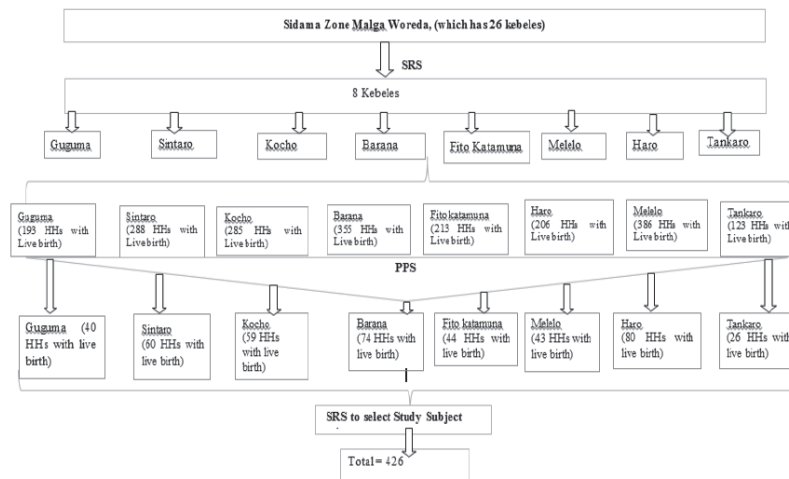 Sidama Zone Malga Woreda, (which has 26 kebeles)
SRS
8 Kebeles
Guguma
Sintaro
Kocho
Barana
Fito Katamuna
Melelo
Haro
Tankaro
Guguma
(193 HHs with
Live birth)
Sintaro
(288 HHs with
Live birth)
Kocho
(285 HHs with
Live birth)
Barana
(355 HHs with
Live birth)
Fito katamuna
(213 HHs with
Live birth)
Haro
(206 HHs with
Live birth)
Melelo
(386 HHs with
Live birth)
Tankaro
(123 HHs with
Live birth)
PPS
Guguma (40
HHs with live
birth)
Sintaro
(60 HHs with
live birth)
Kocho
(59 HHs
with live
birth)
Barana
(74 HHs with
live birth)
Fito katamuna
(44 HHs with
live birth)
Melelo
(43 HHs with
live birth)
Haro
(80 HHs with
live birth)
Tankaro
(26 HHs with
live birth)
SRS to select Study Subject
Total= 426